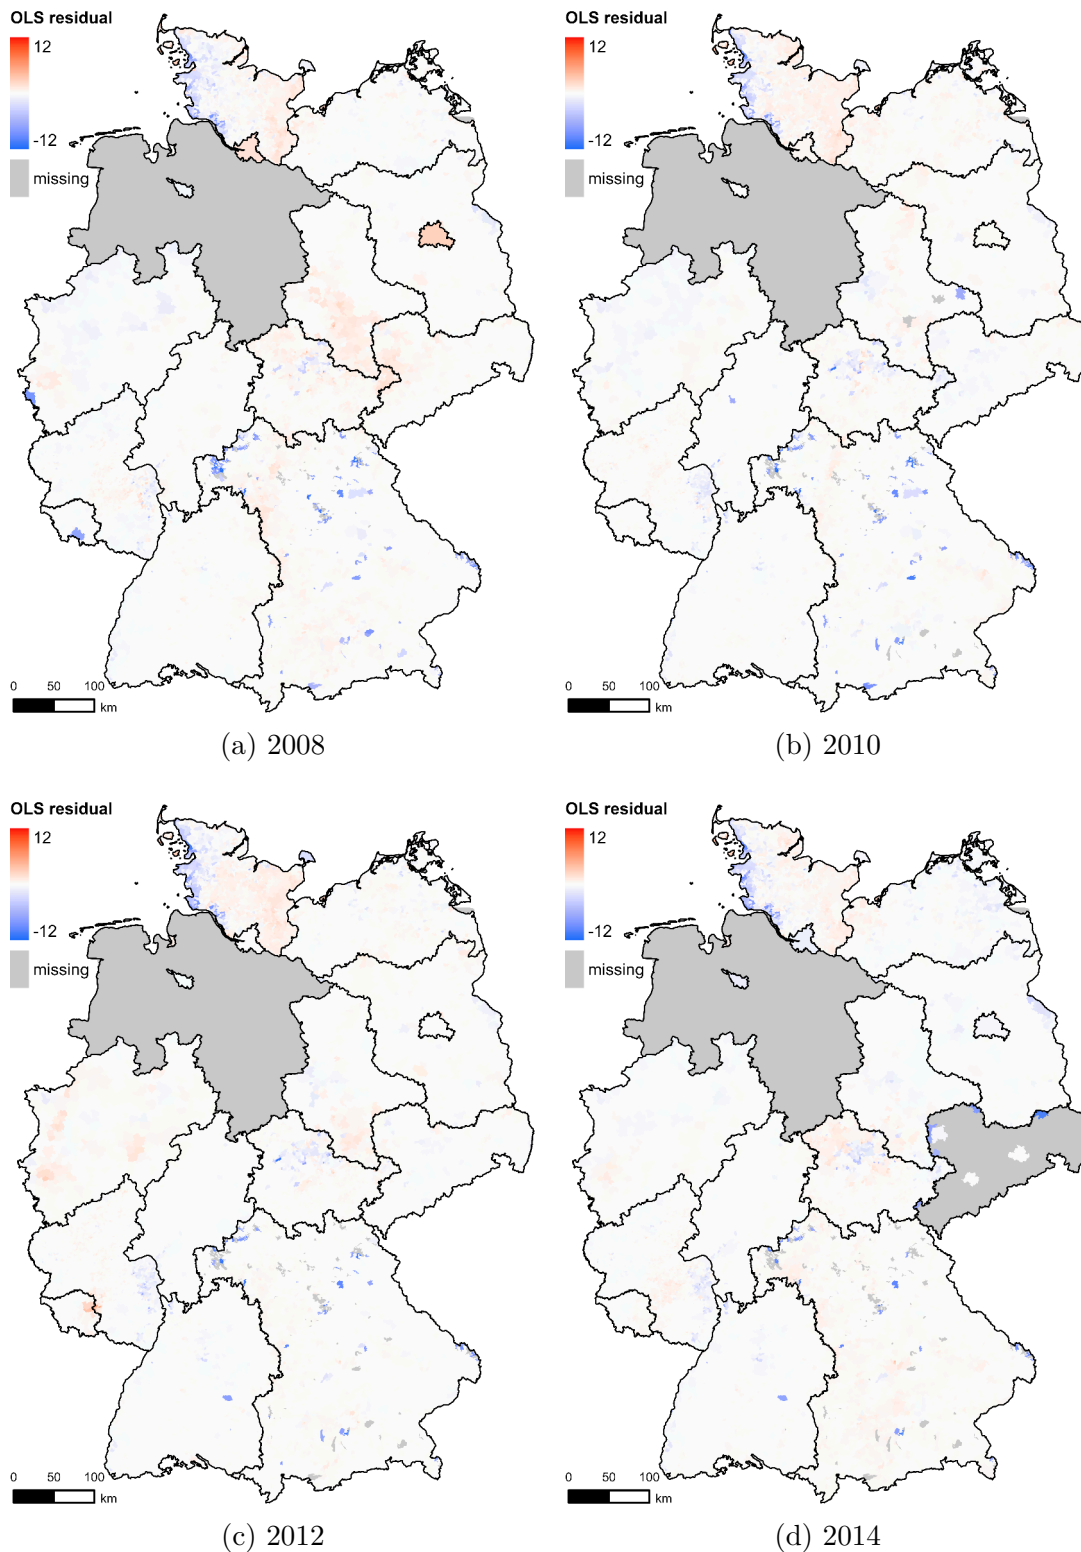 OLS residual
12
-12
missing
0 50 100
km
(a) 2008
OLS residual
12
-12
missing
0 50 100
km
(b) 2010
OLS residual
12
-12
missing
0 50 100
km
(c) 2012
OLS residual
12
-12
missing
0 50 100
km
(d) 2014